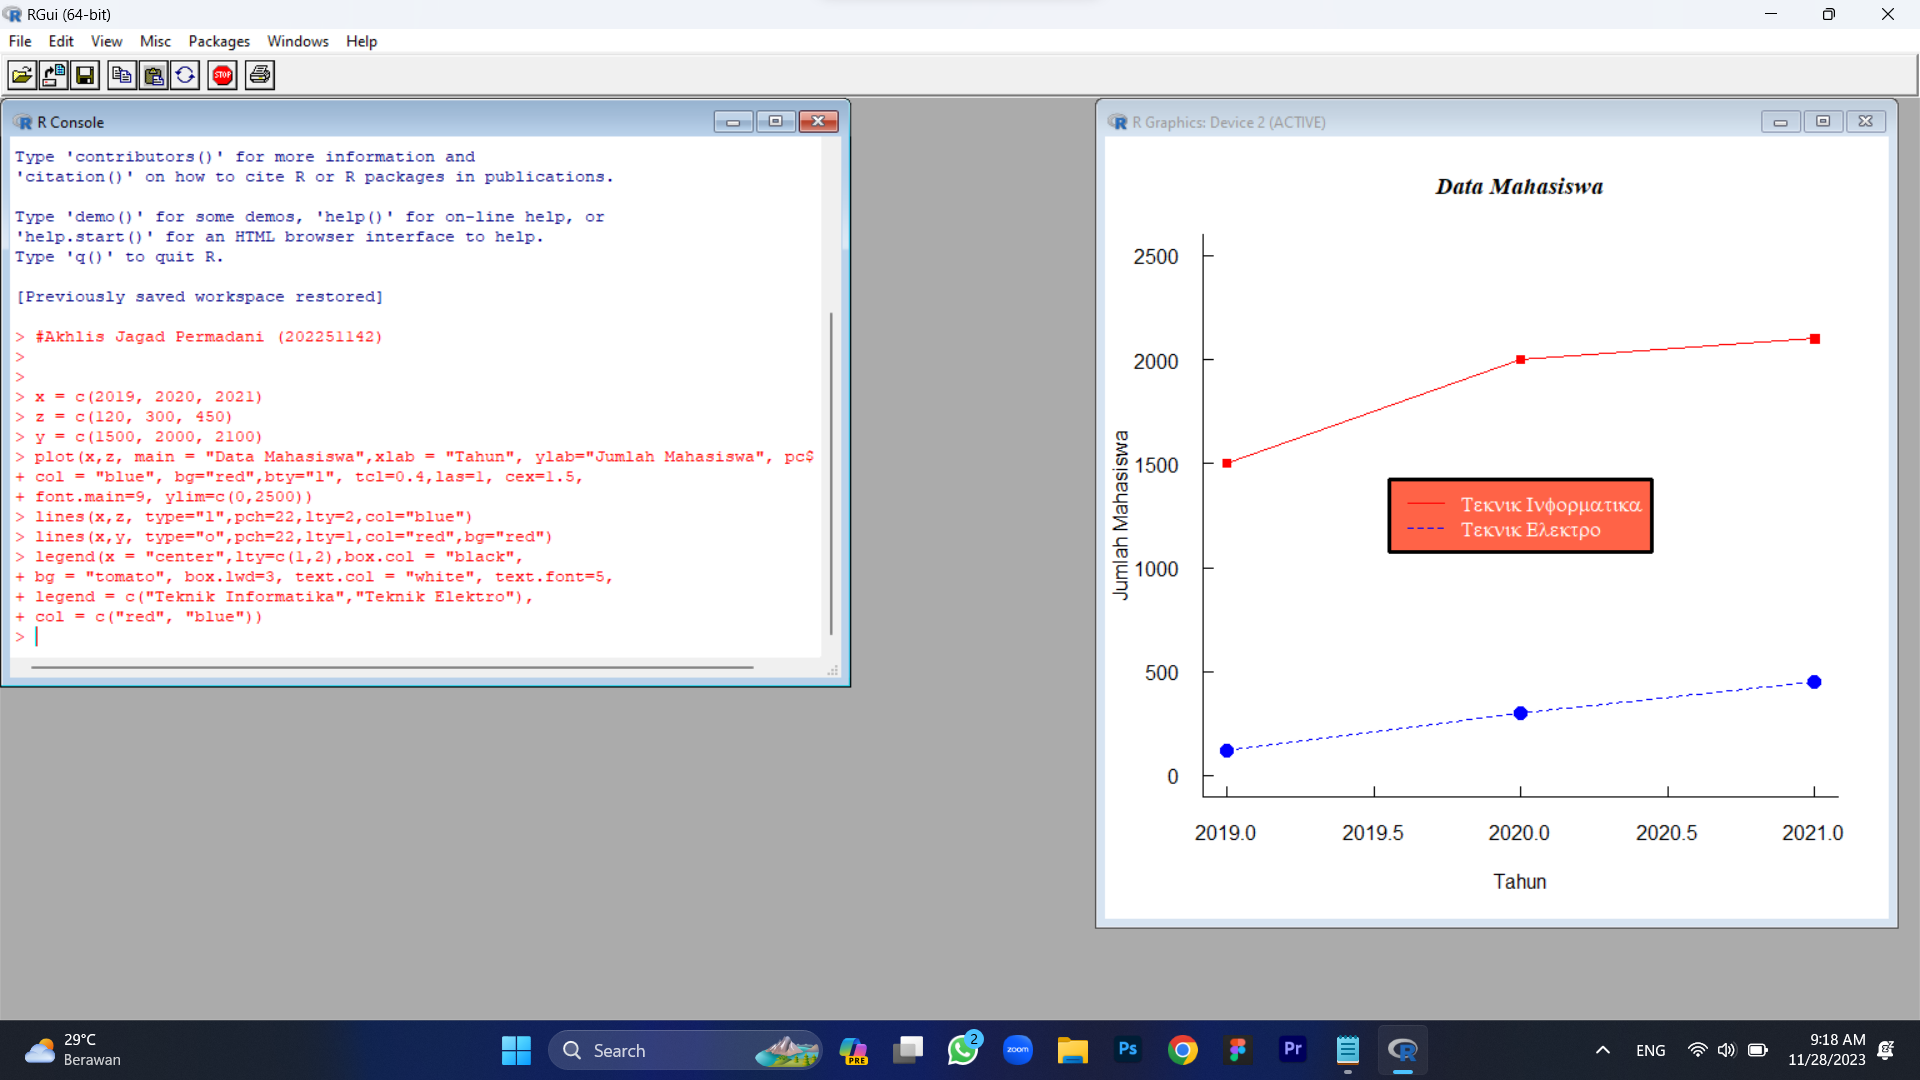 RGui (64-bit)
File Edit View Misc Packages Windows Help
STOP
R Console
Type 'contributors()' for more information and
'citation()' on how to cite R or R packages in publications.
Type 'demo()' for some demos, 'help()' for on-line help, or
'help.start()' for an HTML browser interface to help.
Type 'q()' to quit R.
[Previously saved workspace restored]
> #Akhlis Jagad Permadani (202251142)
>
>
> x = c(2019, 2020, 2021)
> z = c(120, 300, 450)
> y = c(1500, 2000, 2100)
> plot(x,z, main = "Data Mahasiswa",xlab = "Tahun", ylab="Jumlah Mahasiswa", pc$
+ col = "blue", bg="red",bty="l", tcl=0.4,las=1, cex=1.5,
+ font.main=9, ylim=c(0,2500))
> lines(x,z, type="l",pch=22,lty=2,col="blue")
> lines(x,y, type="o",pch=22,lty=1,col="red",bg="red")
> legend(x = "center",lty=c(1,2),box.col = "black",
+ bg = "tomato", box.lwd=3, text.col = "white", text.font=5,
+ legend = c("Teknik Informatika","Teknik Elektro"),
+ col = c("red", "blue"))
>
R Graphics: Device 2 (ACTIVE)
Data Mahasiswa
2500
2000
1500
1000
500
0
Jumlah Mahasiswa
Τεκνικ Ινφορματικα
Τεκνικ Ελεκτρο
2019.0 2019.5 2020.0 2020.5 2021.0
Tahun
29°C
Berawan
Search
PRE
2
zoom
Ps
Pr
ENG
9:18 AM
11/28/2023